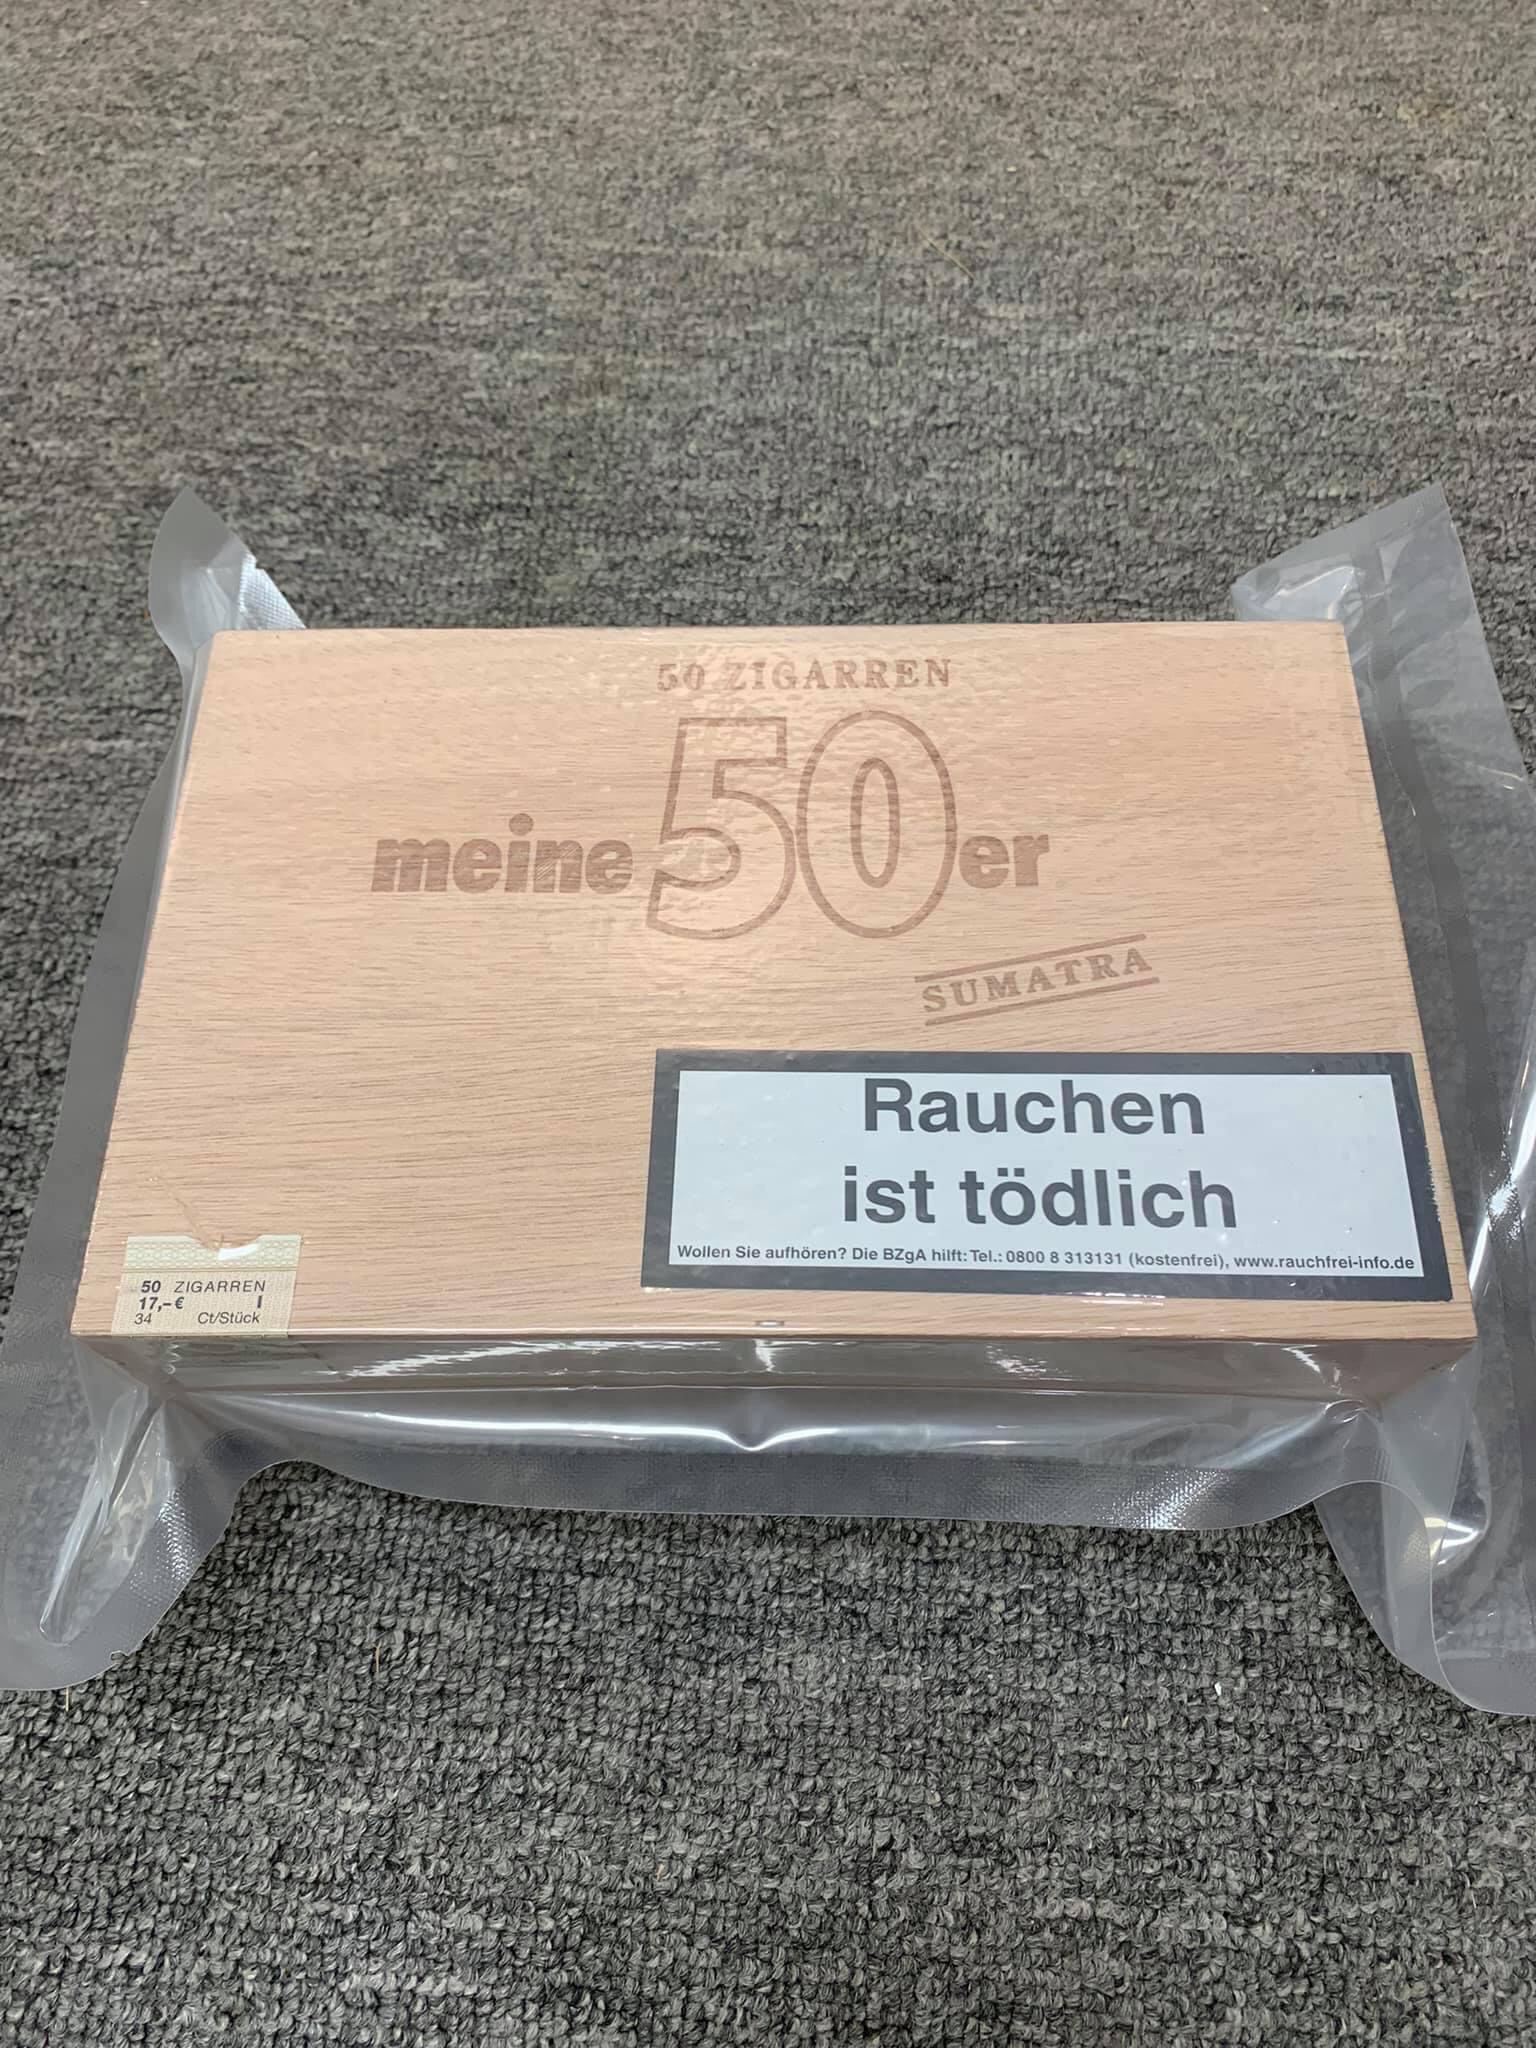 50 ZIGARREN
meine 50er
SUMATRA
Rauchen
ist tödlich
Wollen Sie aufhören? Die BZgA hilft: Tel.: 0800 8 313131 (kostenfrei), www.rauchfrei-info.de
50 ZIGARREN
17,-€ I
34 Ct/Stück